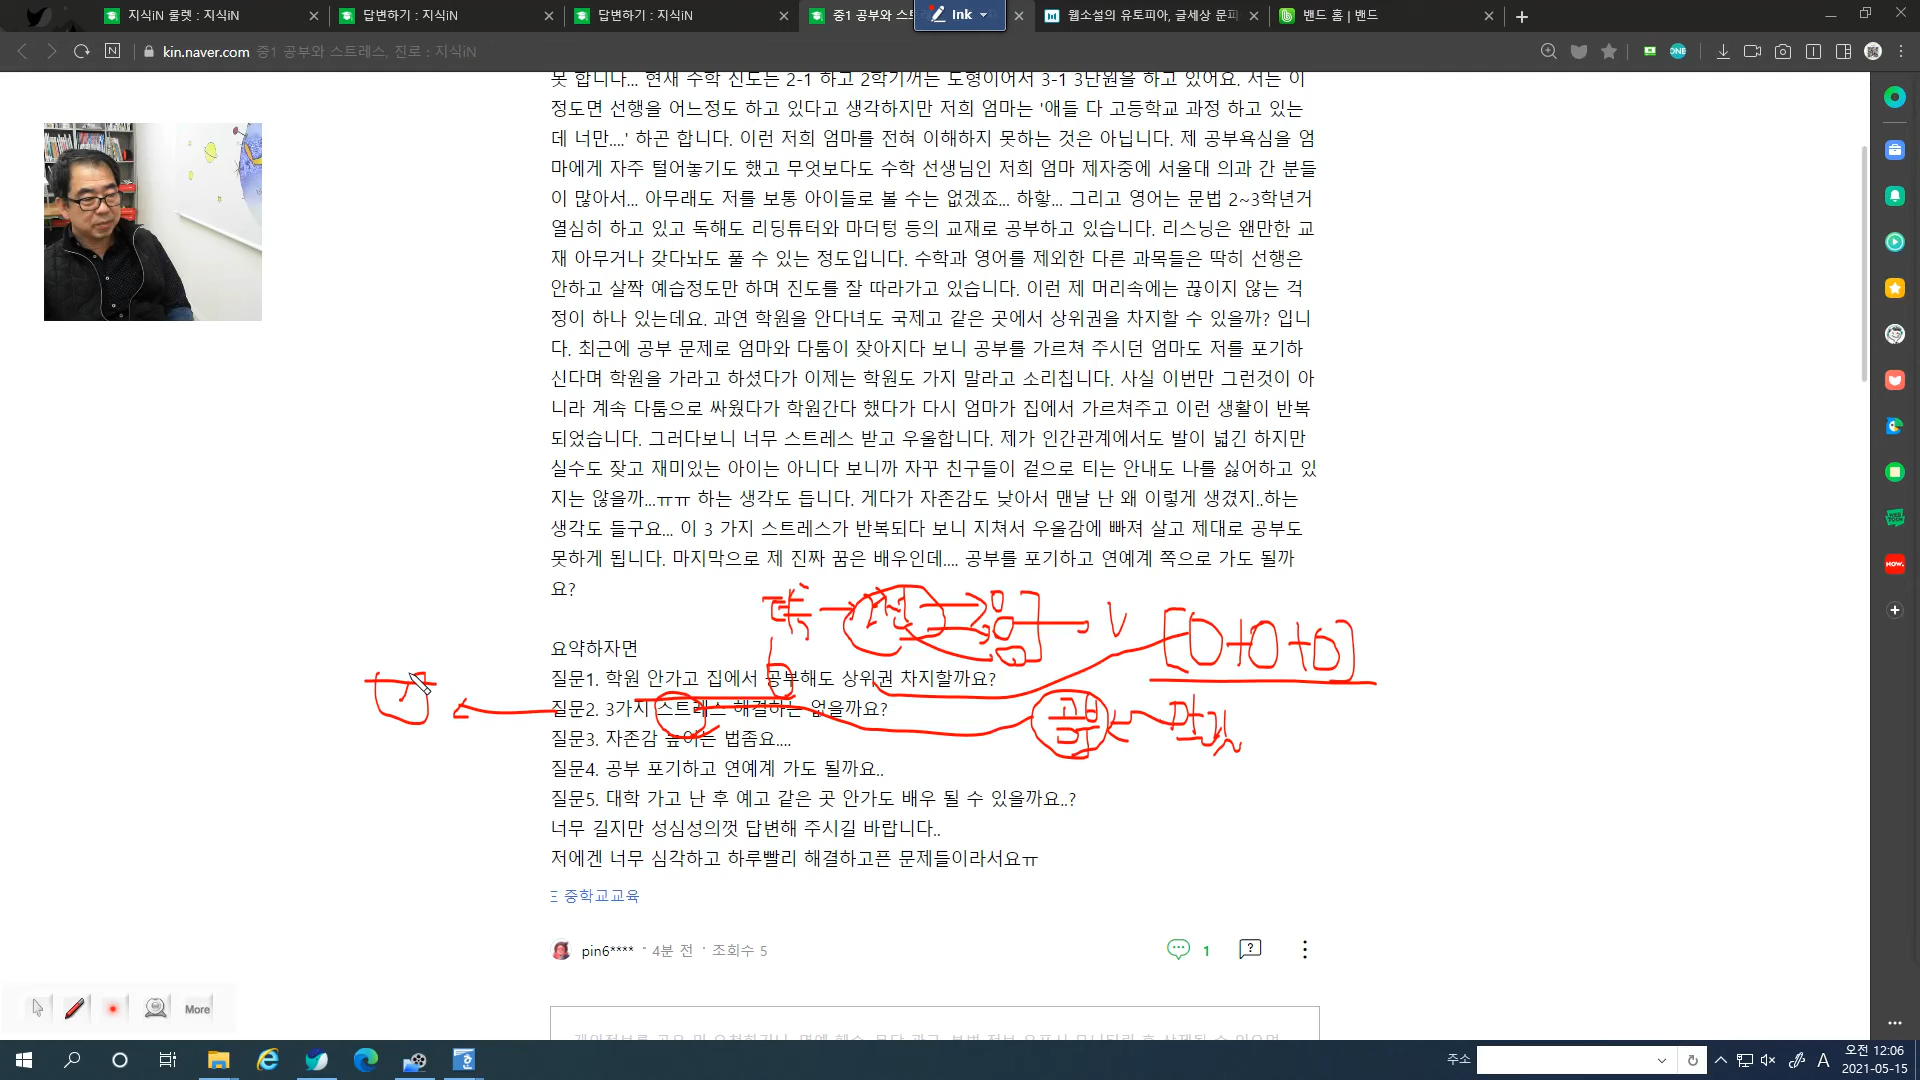 지식iN 룰렛 : 지식iN
답변하기 : 지식iN
답변하기 : 지식iN
중1 공부와 스트
Ink
웹소설의 유토피아, 글세상 문피
밴드 홈 | 밴드
kin.naver.com 중1 공부와 스트레스, 진로 : 지식iN
못 합니다... 현재 수학 진도는 2-1 하고 2학기꺼는 도형이어서 3-1 3단원을 하고 있어요. 저는 이
정도면 선행을 어느정도 하고 있다고 생각하지만 저희 엄마는 '애들 다 고등학교 과정 하고 있는
데 너만....' 하곤 합니다. 이런 저희 엄마를 전혀 이해하지 못하는 것은 아닙니다. 제 공부욕심을 엄
마에게 자주 털어놓기도 했고 무엇보다도 수학 선생님인 저희 엄마 제자중에 서울대 의과 간 분들
이 많아서... 아무래도 저를 보통 아이들로 볼 수는 없겠죠... 하핳... 그리고 영어는 문법 2~3학년거
열심히 하고 있고 독해도 리딩튜터와 마더텅 등의 교재로 공부하고 있습니다. 리스닝은 왠만한 교
재 아무거나 갖다놔도 풀 수 있는 정도입니다. 수학과 영어를 제외한 다른 과목들은 딱히 선행은
안하고 살짝 예습정도만 하며 진도를 잘 따라가고 있습니다. 이런 제 머리속에는 끊이지 않는 걱
정이 하나 있는데요. 과연 학원을 안다녀도 국제고 같은 곳에서 상위권을 차지할 수 있을까? 입니
다. 최근에 공부 문제로 엄마와 다툼이 잦아지다 보니 공부를 가르쳐 주시던 엄마도 저를 포기하
신다며 학원을 가라고 하셨다가 이제는 학원도 가지 말라고 소리칩니다. 사실 이번만 그런것이 아
니라 계속 다툼으로 싸웠다가 학원간다 했다가 다시 엄마가 집에서 가르쳐주고 이런 생활이 반복
되었습니다. 그러다보니 너무 스트레스 받고 우울합니다. 제가 인간관계에서도 발이 넓긴 하지만
실수도 잦고 재미있는 아이는 아니다 보니까 자꾸 친구들이 겉으로 티는 안내도 나를 싫어하고 있
지는 않을까...ㅠㅠ 하는 생각도 듭니다. 게다가 자존감도 낮아서 맨날 난 왜 이렇게 생겼지..하는
생각도 들구요... 이 3 가지 스트레스가 반복되다 보니 지쳐서 우울감에 빠져 살고 제대로 공부도
못하게 됩니다. 마지막으로 제 진짜 꿈은 배우인데.... 공부를 포기하고 연예계 쪽으로 가도 될까
요?
요약하자면
질문1. 학원 안가고 집에서 공부해도 상위권 차지할까요?
질문2. 3가지 스트레스 해결하는 없을까요?
공부
질문3. 자존감 높이는 법좀요....
질문4. 공부 포기하고 연예계 가도 될까요..
질문5. 대학 가고 난 후 예고 같은 곳 안가도 배우 될 수 있을까요..?
너무 길지만 성심성의껏 답변해 주시길 바랍니다..
저에겐 너무 심각하고 하루빨리 해결하고픈 문제들이라서요ㅠ
중학교교육
pin6**** · 4분 전 · 조회수 5
1
More
주소
A
오전 12:06
2021-05-15